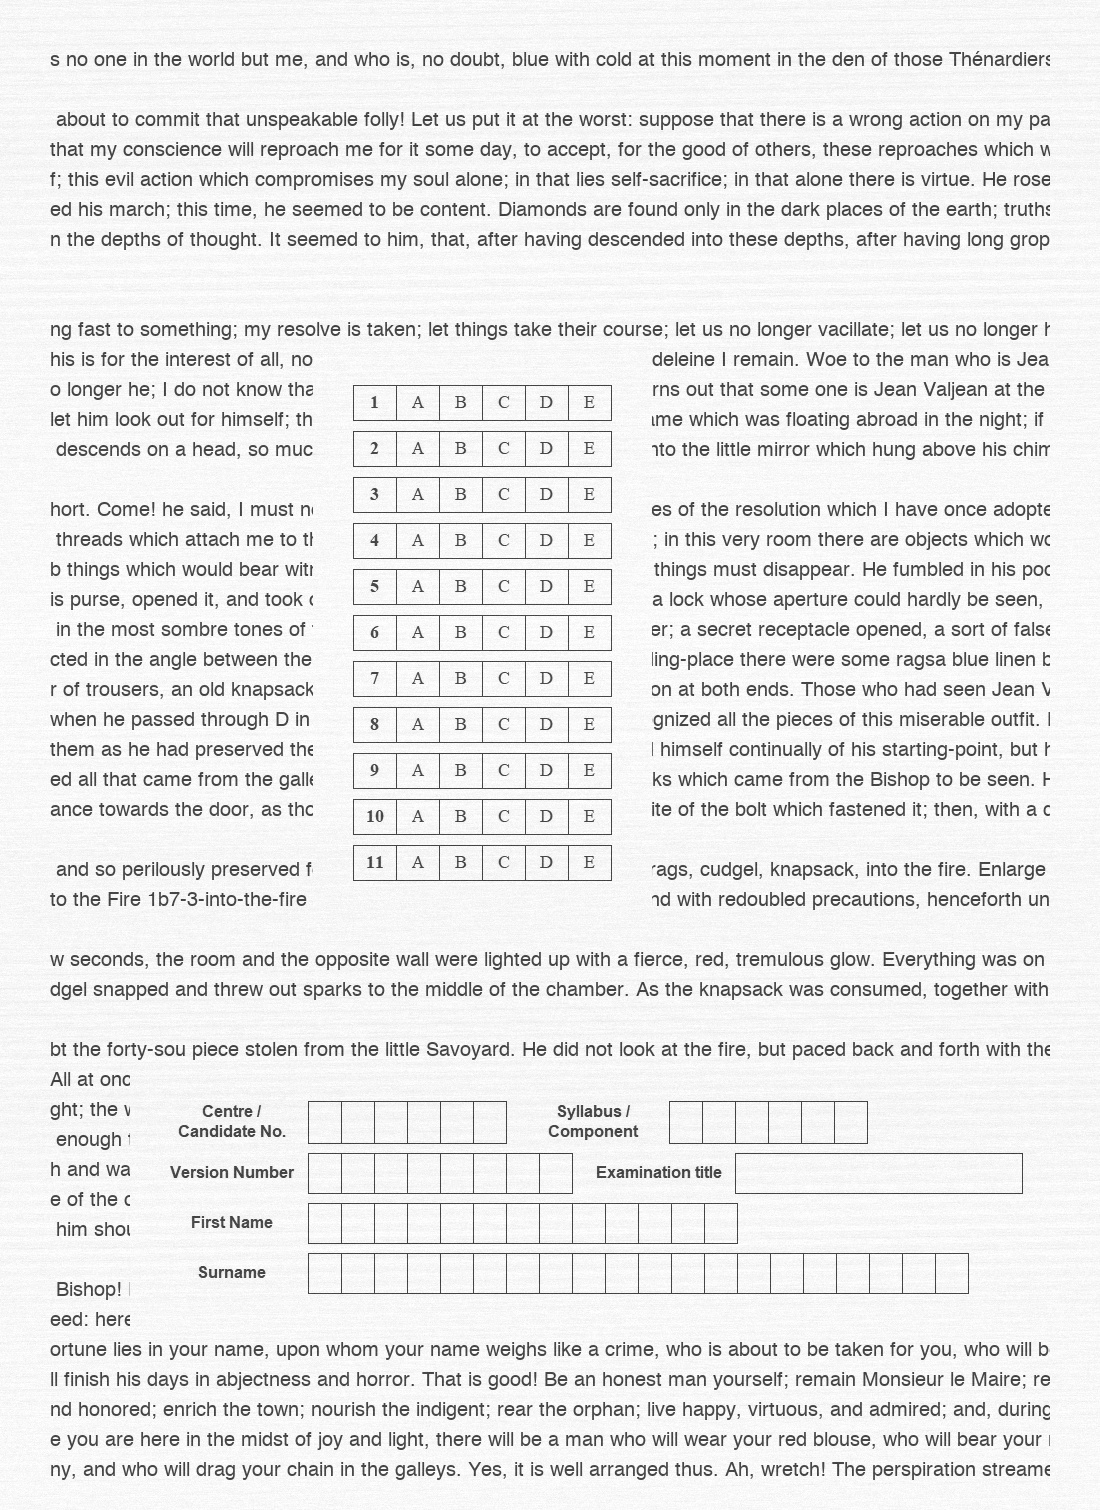 s no one in the world but me, and who is, no doubt, blue with cold at this moment in the den of those Thénardiers
about to commit that unspeakable folly! Let us put it at the worst: suppose that there is a wrong action on my
that my conscience will reproach me for it some day, to accept, for the good of others, these reproaches which
f; this evil action which compromises my soul alone; in that lies self-sacrifice; in that alone there is virtue. He rose
ed his march; this time, he seemed to be content. Diamonds are found only in the dark places of the earth; truths
n the depths of thought. It seemed to him, that, after having descended into these depths, after having long grop
ng fast to something; my resolve is taken; let things take their course; let us no longer vacillate; let us no longer
his is for the interest of all, no deleine I remain. Woe to the man who is Jea
o longer he; I do not know tha rns out that some one is Jean Valjean at the
1 A B C D E
let him look out for himself; th ame which was floating abroad in the night; if
descends on a head, so muc nto the little mirror which hung above his chim
2 A B C D E
3 A B C D E
hort. Come! he said, I must es of the resolution which I have once adopte
threads which attach me to ; in this very room there are objects which
4 A B C D E
b things which would bear things must disappear. He fumbled in his
5 A B C D E
is purse, opened it, and took a lock whose aperture could hardly be seen,
in the most sombre tones of er; a secret receptacle opened, a sort of false
6 A B C D E
cted in the angle between the ling-place there were some ragsa blue linen
7 A B C D E
r of trousers, an old knapsack on at both ends. Those who had seen Jean
when he passed through D in gnized all the pieces of this miserable outfit.
8 A B C D E
them as he had preserved the himself continually of his starting-point, but
9 A B C D E
ed all that came from the galle ks which came from the Bishop to be seen.
ance towards the door, as tho ite of the bolt which fastened it; then, with a
10 A B C D E
11 A B C D E
and so perilously preserved rags, cudgel, knapsack, into the fire. Enlarge
to the Fire 1b7-3-into-the-fire nd with redoubled precautions, henceforth un
w seconds, the room and the opposite wall were lighted up with a fierce, red, tremulous glow. Everything was on
dgel snapped and threw out sparks to the middle of the chamber. As the knapsack was consumed, together with
bt the forty-sou piece stolen from the little Savoyard. He did not look at the fire, but paced back and forth with the
All at onc
ght; the
Centre /
Candidate No.
Syllabus /
Component
enough
h and wa
Version Number Examination title
e of the
him shou
First Name
Surname
Bishop!
eed: here
ortune lies in your name, upon whom your name weighs like a crime, who is about to be taken for you, who will b
ll finish his days in abjectness and horror. That is good! Be an honest man yourself; remain Monsieur le Maire; re
nd honored; enrich the town; nourish the indigent; rear the orphan; live happy, virtuous, and admired; and, during
e you are here in the midst of joy and light, there will be a man who will wear your red blouse, who will bear your
ny, and who will drag your chain in the galleys. Yes, it is well arranged thus. Ah, wretch! The perspiration streame